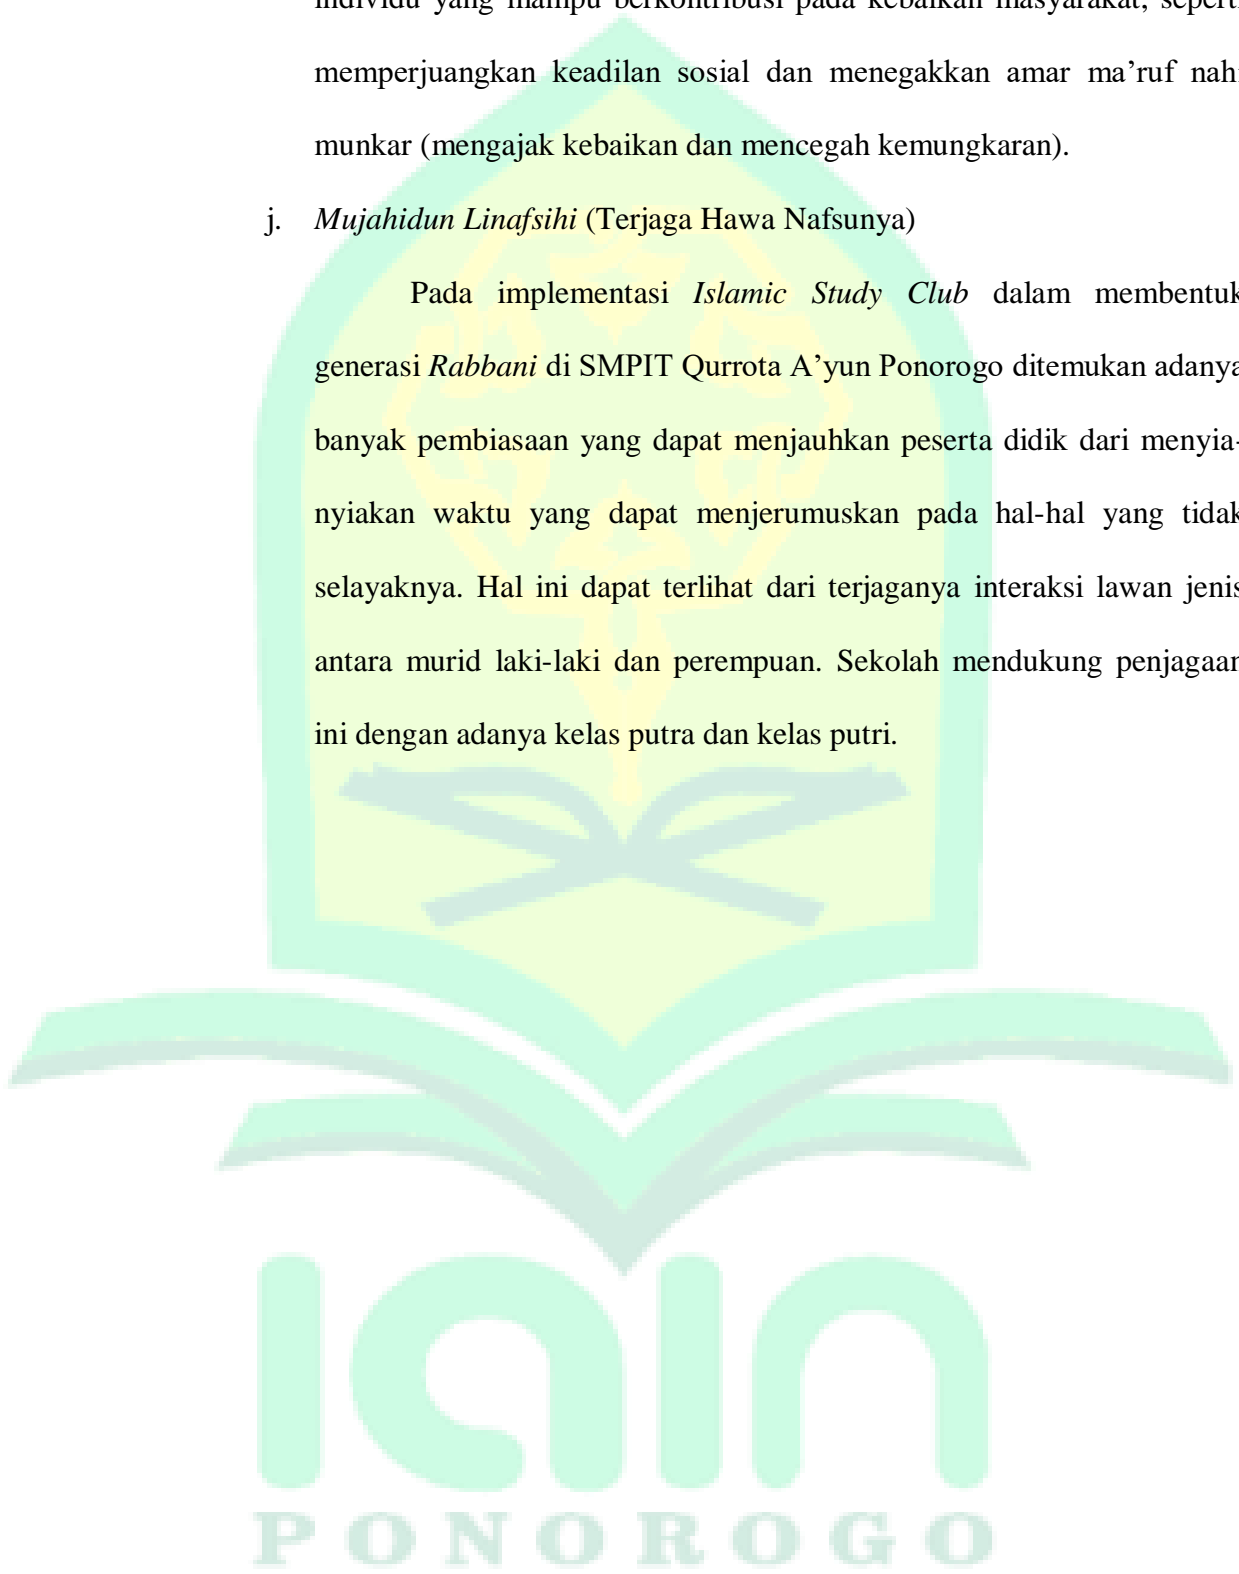 individu yang mampu berkontribusi pada kebaikan masyarakat, seperti
memperjuangkan keadilan sosial dan menegakkan amar ma’ruf nahi
munkar (mengajak kebaikan dan mencegah kemungkaran).
j. Mujahidun Linafsihi (Terjaga Hawa Nafsunya)
Pada implementasi Islamic Study Club dalam membentuk
generasi Rabbani di SMPIT Qurrota A’yun Ponorogo ditemukan adanya
banyak pembiasaan yang dapat menjauhkan peserta didik dari menyia-
nyiakan waktu yang dapat menjerumuskan pada hal-hal yang tidak
selayaknya. Hal ini dapat terlihat dari terjaganya interaksi lawan jenis
antara murid laki-laki dan perempuan. Sekolah mendukung penjagaan
ini dengan adanya kelas putra dan kelas putri.
iain
PONOROGO